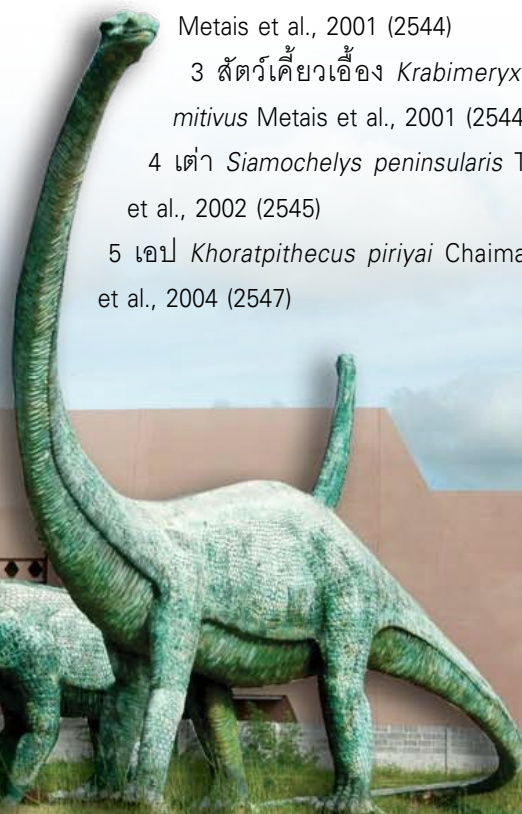 Metais et al., 2001 (2544)
3 สัตว์เคี้ยวเอื้อง Krabimeryx
mitivus Metais et al., 2001 (2544
4 เต่า Siamochelys peninsularis T
et al., 2002 (2545)
5 เอป Khoratpithecus piriyai Chaima
et al., 2004 (2547)